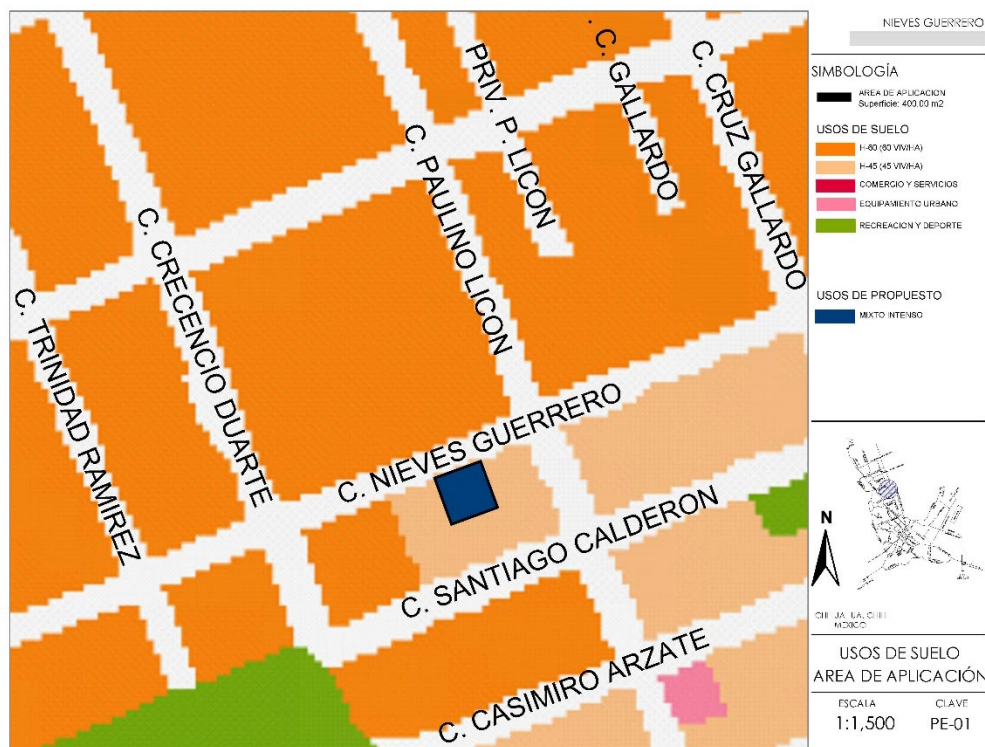 PRIV. P. LICON
C. GALLARDO
C. CRUZ GALLARDO
C. PAULINO LICON
C. CRECENCIO DUARTE
C. TRINIDAD RAMIREZ
C. NIEVES GUERRERO
C. SANTIAGO CALDERON
C. CASIMIRO ARZATE
NIEVES GUERRERO
SIMBOLOGÍA
AREA DE APLICACION
Superficie: 400.00 m2
USOS DE SUELO
H-60 (60 VIV/HA)
H-45 (45 VIV/HA)
COMERCIO Y SERVICIOS
EQUIPAMIENTO URBANO
RECREACION Y DEPORTE
USOS DE PROPUESTO
MIXTO INTENSO
N
MEXICO
USOS DE SUELO
AREA DE APLICACIÓN
ESCALA
1:1,500
CLAVE
PE-01